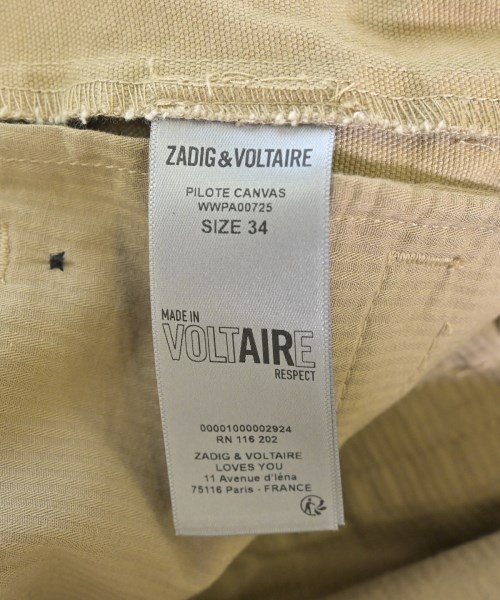 ZADIG & VOLTAIRE
PILOTE CANVAS
WWPA00725
SIZE 34
MADE IN
VOLTAIRE
RESPECT
00001000002924
RN 116 202
ZADIG & VOLTAIRE
LOVES YOU
11 Avenue d'Iéna
75116 Paris - FRANCE